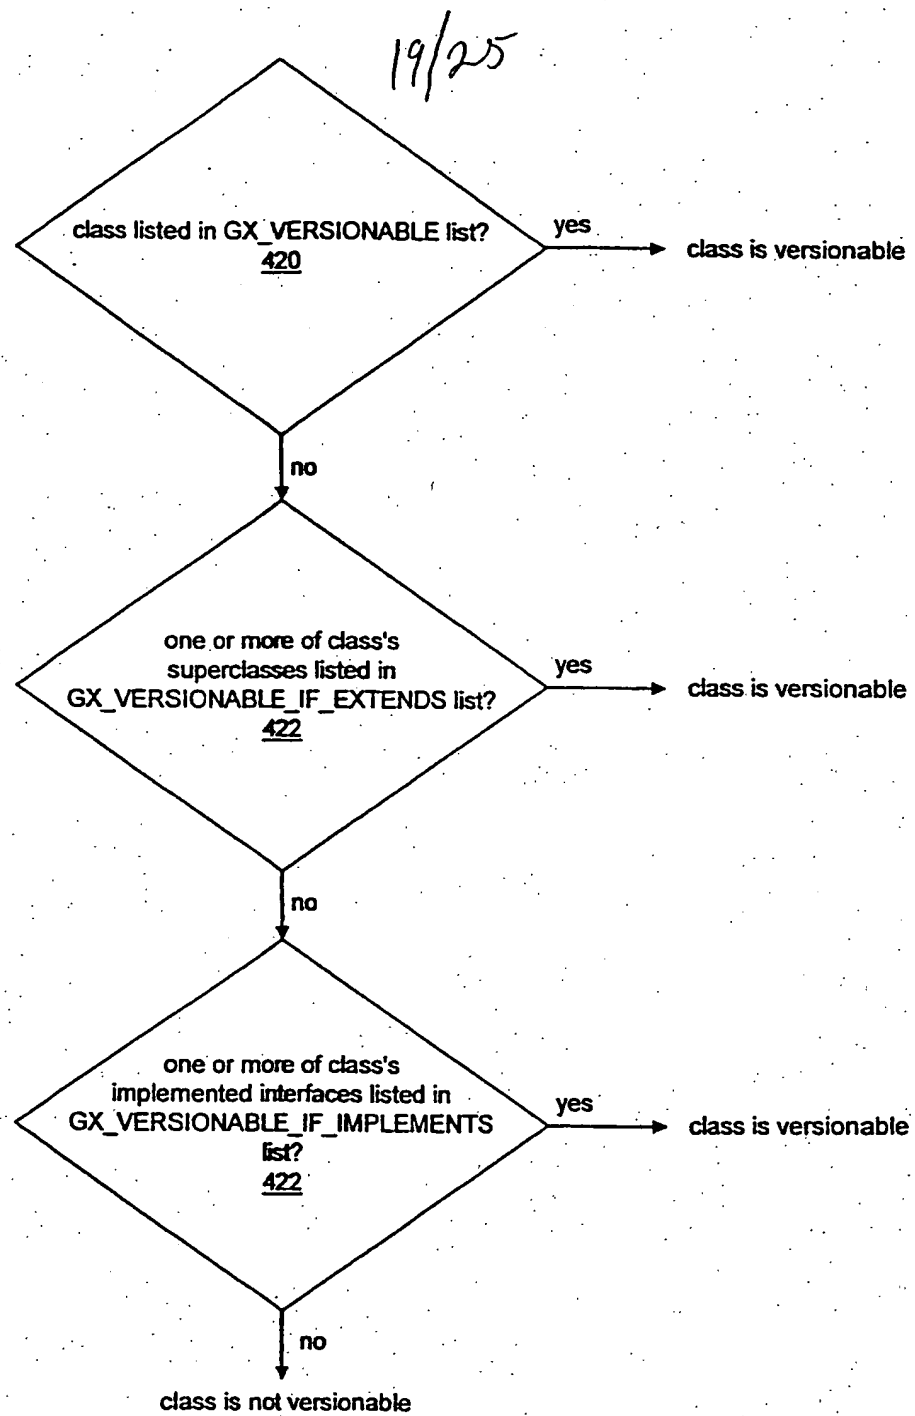 19/25
class listed in GX_VERSIONABLE list?
420
yes
class is versionable
no
one or more of class's
superclasses listed in
GX_VERSIONABLE_IF_EXTENDS list?
422
yes
class is versionable
no
one or more of class's
implemented interfaces listed in
GX_VERSIONABLE_IF_IMPLEMENTS
list?
422
yes
class is versionable
no
class is not versionable